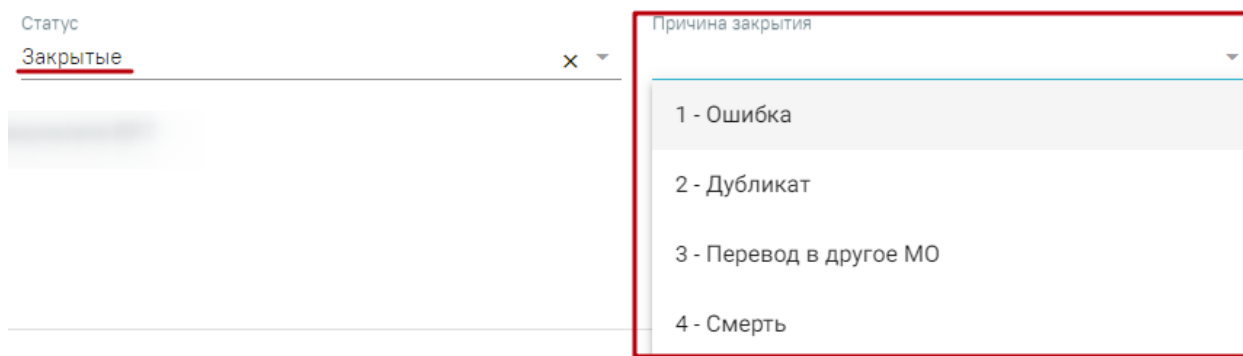 Статус
Причина закрытия
Закрытые
1 - Ошибка
2 - Дубликат
3 - Перевод в другое МО
4 - Смерть